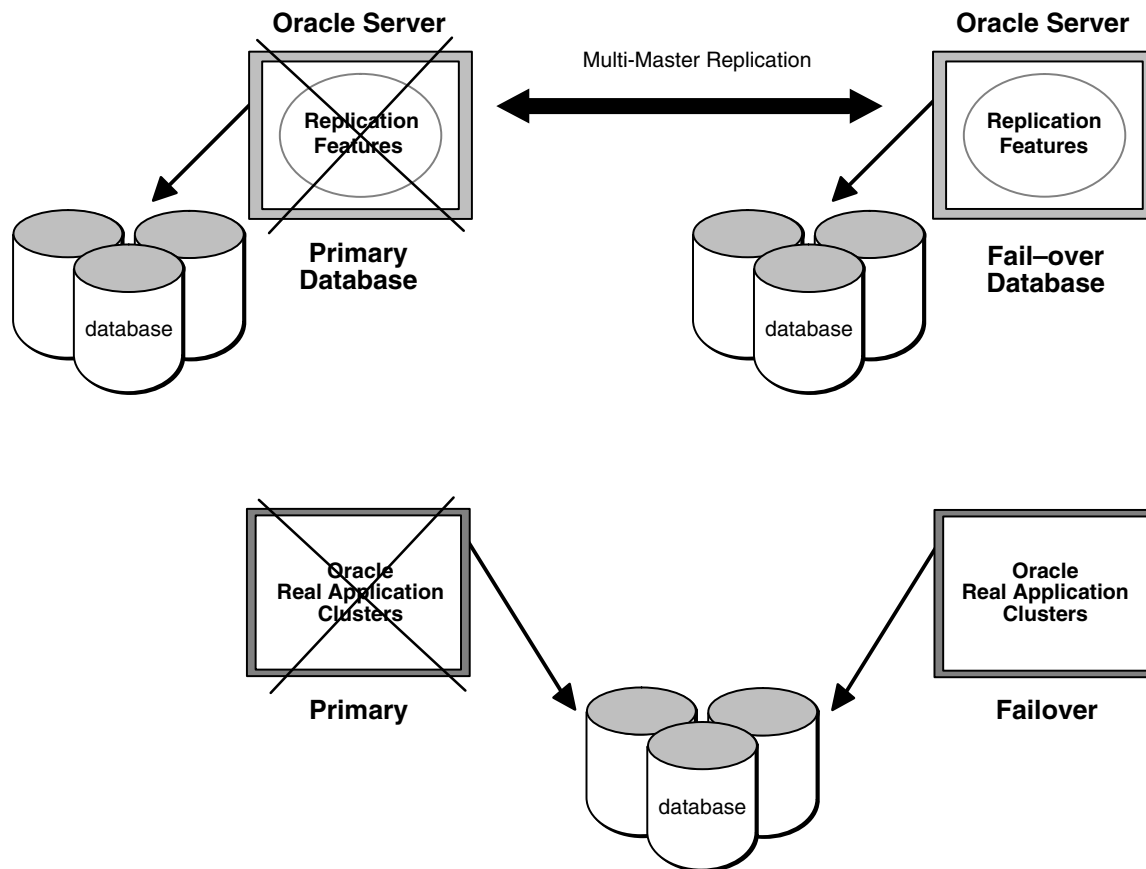 Oracle Server
Oracle Server
Multi-Master Replication
Replication
Features
Replication
Features
Primary
Database
Fail–over
Database
database
database
Oracle
Real Application
Clusters
Oracle
Real Application
Clusters
Primary
Failover
database